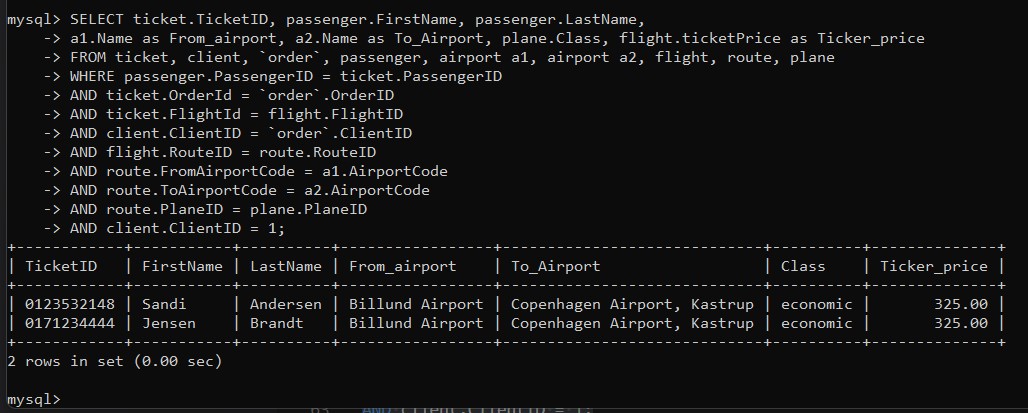 mysql> SELECT ticket.TicketID, passenger.FirstName, passenger.LastName,
    -> a1.Name as From_airport, a2.Name as To_Airport, plane.Class, flight.ticketPrice as Ticker_price
    -> FROM ticket, client, `order`, passenger, airport a1, airport a2, flight, route, plane
    -> WHERE passenger.PassengerID = ticket.PassengerID
    -> AND ticket.OrderId = `order`.OrderID
    -> AND ticket.FlightId = flight.FlightID
    -> AND client.ClientID = `order`.ClientID
    -> AND flight.RouteID = route.RouteID
    -> AND route.FromAirportCode = a1.AirportCode
    -> AND route.ToAirportCode = a2.AirportCode
    -> AND route.PlaneID = plane.PlaneID
    -> AND client.ClientID = 1;
+------------+-----------+----------+-----------------+-----------------------------+----------+--------------+
| TicketID   | FirstName | LastName | From_airport    | To_Airport                  | Class    | Ticker_price |
+------------+-----------+----------+-----------------+-----------------------------+----------+--------------+
| 0123532148 | Sandi     | Andersen | Billund Airport | Copenhagen Airport, Kastrup | economic |       325.00 |
| 0171234444 | Jensen    | Brandt   | Billund Airport | Copenhagen Airport, Kastrup | economic |       325.00 |
+------------+-----------+----------+-----------------+-----------------------------+----------+--------------+
2 rows in set (0.00 sec)
mysql>